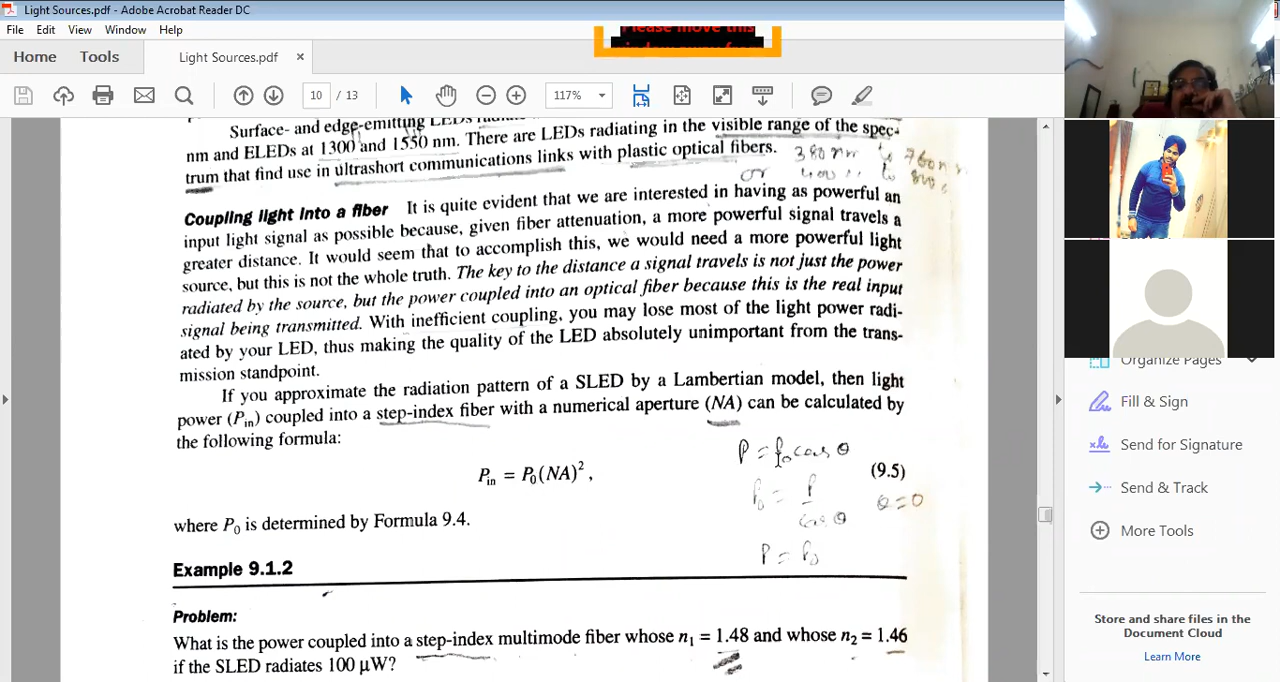 Light Sources.pdf - Adobe Acrobat Reader DC
File Edit View Window Help
Please move this
Home Tools Light Sources.pdf ×
10 / 13 117%
Surface- and edge-emitting LEDs
nm and ELEDs at 1300 and 1550 nm. There are LEDs radiating in the visible range of the spec-
trum that find use in ultrashort communications links with plastic optical fibers.
380 nm to 760 n
or 400 to 800
Coupling light into a fiber It is quite evident that we are interested in having as powerful an
input light signal as possible because, given fiber attenuation, a more powerful signal travels a
greater distance. It would seem that to accomplish this, we would need a more powerful light
source, but this is not the whole truth. The key to the distance a signal travels is not just the power
radiated by the source, but the power coupled into an optical fiber because this is the real input
signal being transmitted. With inefficient coupling, you may lose most of the light power radi-
ated by your LED, thus making the quality of the LED absolutely unimportant from the trans-
mission standpoint.
If you approximate the radiation pattern of a SLED by a Lambertian model, then light
power (Pin) coupled into a step-index fiber with a numerical aperture (NA) can be calculated by
the following formula:
P = P₀ cos θ
Pin = P₀(NA)², (9.5)
P₀ = P / cos θ θ = 0
where P₀ is determined by Formula 9.4.
P = P₀
Example 9.1.2
Problem:
What is the power coupled into a step-index multimode fiber whose n₁ = 1.48 and whose n₂ = 1.46
if the SLED radiates 100 μW?
Organize Pages
Fill & Sign
Send for Signature
Send & Track
More Tools
Store and share files in the
Document Cloud
Learn More